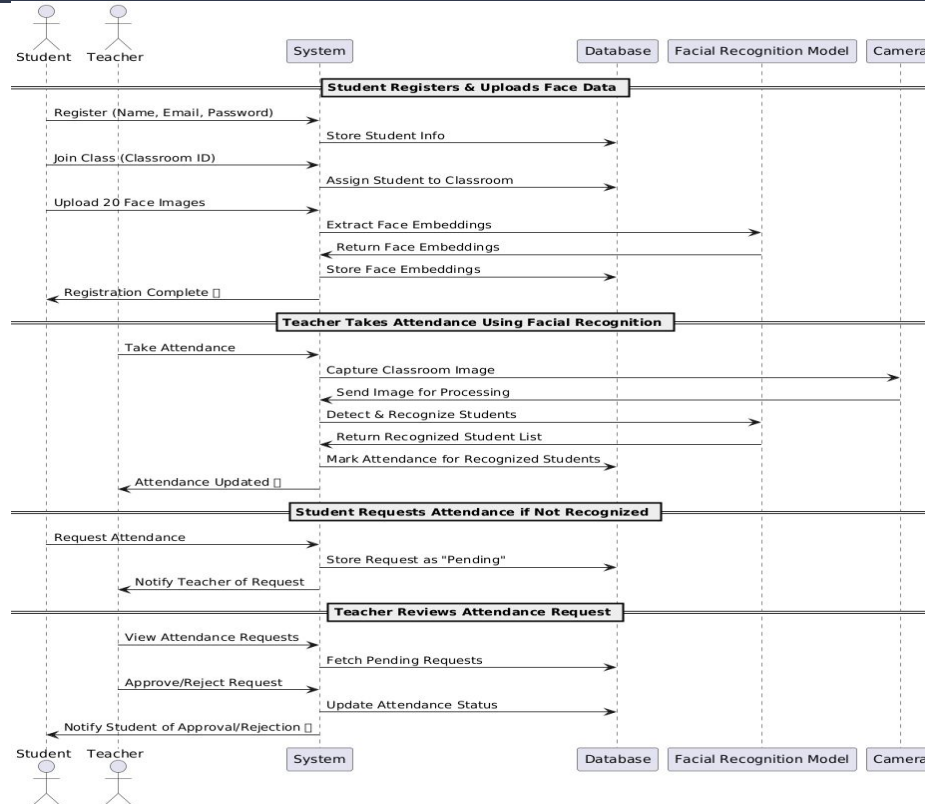 Student
Teacher
System
Database
Facial Recognition Model
Camera
Student Registers & Uploads Face Data
Register (Name, Email, Password)
Store Student Info
Join Class (Classroom ID)
Assign Student to Classroom
Upload 20 Face Images
Extract Face Embeddings
Return Face Embeddings
Store Face Embeddings
Registration Complete
Teacher Takes Attendance Using Facial Recognition
Take Attendance
Capture Classroom Image
Send Image for Processing
Detect & Recognize Students
Return Recognized Student List
Mark Attendance for Recognized Students
Attendance Updated
Student Requests Attendance if Not Recognized
Request Attendance
Store Request as "Pending"
Notify Teacher of Request
Teacher Reviews Attendance Request
View Attendance Requests
Fetch Pending Requests
Approve/Reject Request
Update Attendance Status
Notify Student of Approval/Rejection
Student
Teacher
System
Database
Facial Recognition Model
Camera